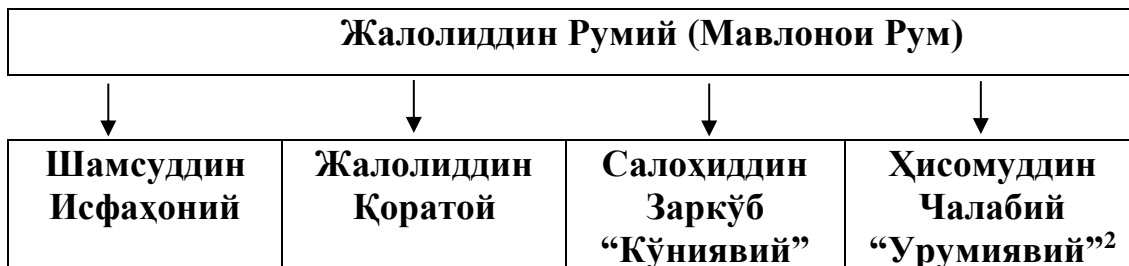 Жалолиддин Румий (Мавлонои Рум)
Шамсуддин
Исфаҳоний
Жалолиддин
Қоратой
Салоҳиддин
Заркўб
“Кўниявий”
Ҳисомуддин
Чалабий
“Урумиявий”²